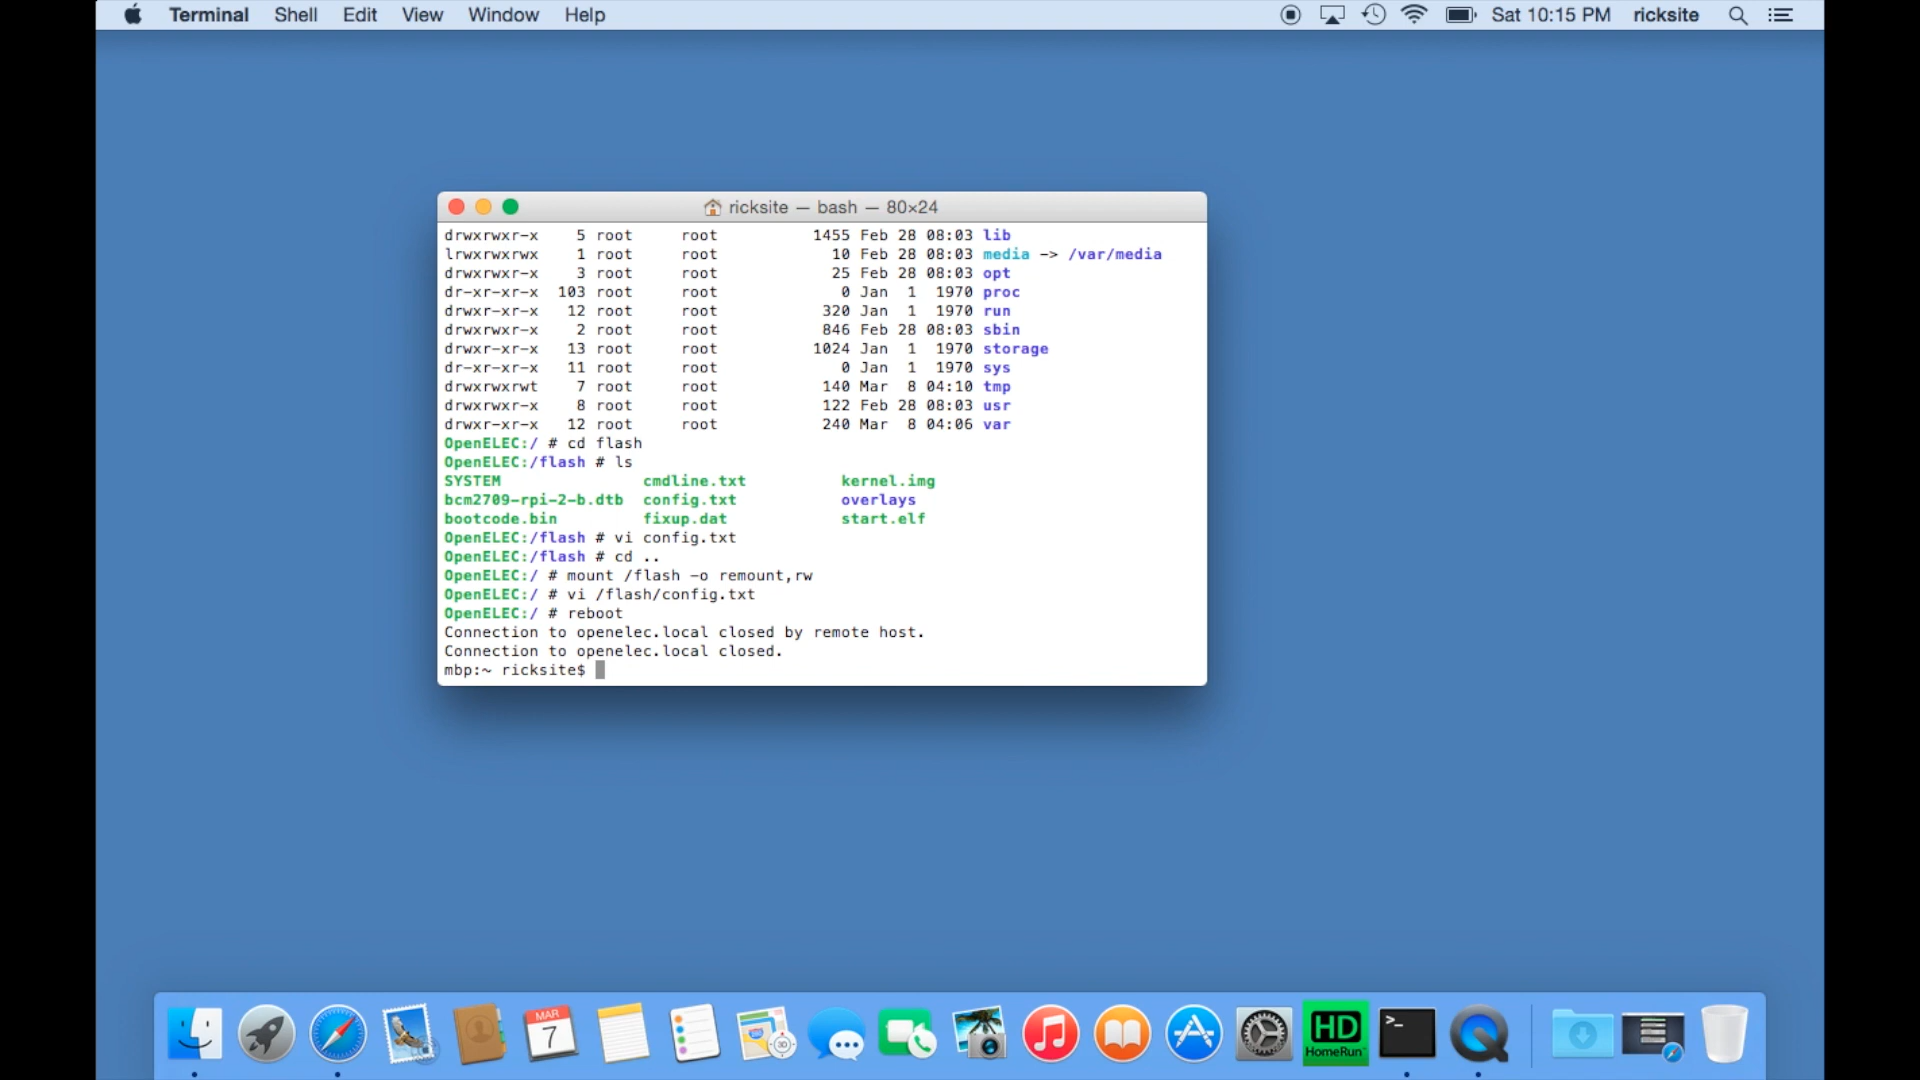 Terminal Shell Edit View Window Help Sat 10:15 PM ricksite
ricksite — bash — 80×24
drwxrwxr-x 5 root root 1455 Feb 28 08:03 lib
lrwxrwxrwx 1 root root 10 Feb 28 08:03 media -> /var/media
drwxrwxr-x 3 root root 25 Feb 28 08:03 opt
dr-xr-xr-x 103 root root 0 Jan 1 1970 proc
drwxr-xr-x 12 root root 320 Jan 1 1970 run
drwxrwxr-x 2 root root 846 Feb 28 08:03 sbin
drwxr-xr-x 13 root root 1024 Jan 1 1970 storage
dr-xr-xr-x 11 root root 0 Jan 1 1970 sys
drwxrwxrwt 7 root root 140 Mar 8 04:10 tmp
drwxrwxr-x 8 root root 122 Feb 28 08:03 usr
drwxr-xr-x 12 root root 240 Mar 8 04:06 var
OpenELEC:/ # cd flash
OpenELEC:/flash # ls
SYSTEM cmdline.txt kernel.img
bcm2709-rpi-2-b.dtb config.txt overlays
bootcode.bin fixup.dat start.elf
OpenELEC:/flash # vi config.txt
OpenELEC:/flash # cd ..
OpenELEC:/ # mount /flash -o remount,rw
OpenELEC:/ # vi /flash/config.txt
OpenELEC:/ # reboot
Connection to openelec.local closed by remote host.
Connection to openelec.local closed.
mbp:~ ricksite$
MAR
7
3D
HD
HomeRun
>_